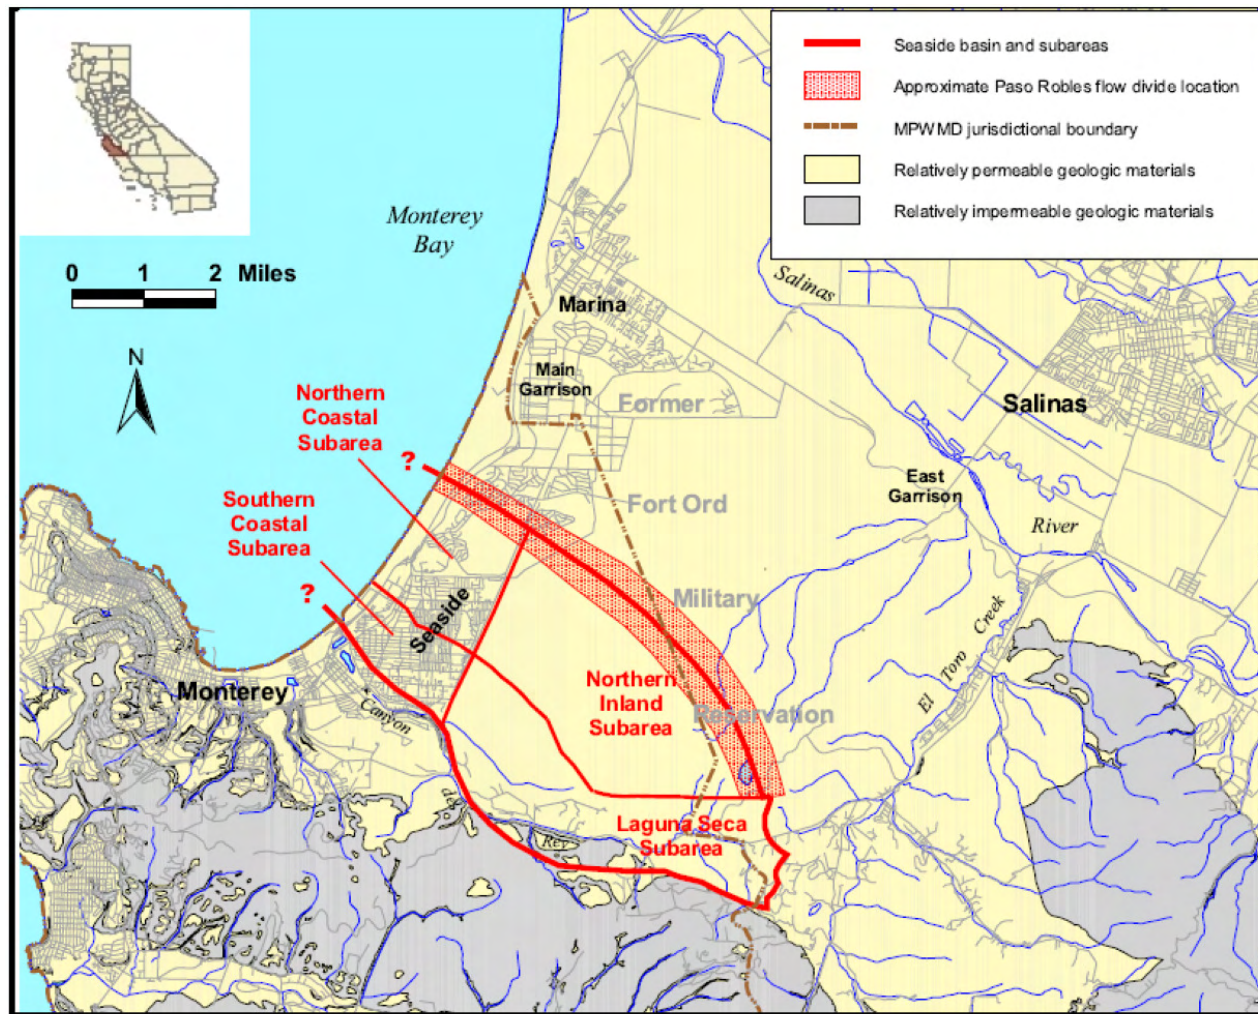 Seaside basin and subareas
Approximate Paso Robles flow divide location
MPWMD jurisdictional boundary
Relatively permeable geologic materials
Relatively impermeable geologic materials
Monterey
Bay
0 1 2 Miles
N
Salinas
Marina
Main
Garrison
Former
Salinas
Northern
Coastal
Subarea
?
East
Garrison
Fort Ord
River
Southern
Coastal
Subarea
?
Military
Seaside
El Toro Creek
Northern
Inland
Subarea
Monterey
Canyon
Reservation
del
Rey
Laguna Seca
Subarea